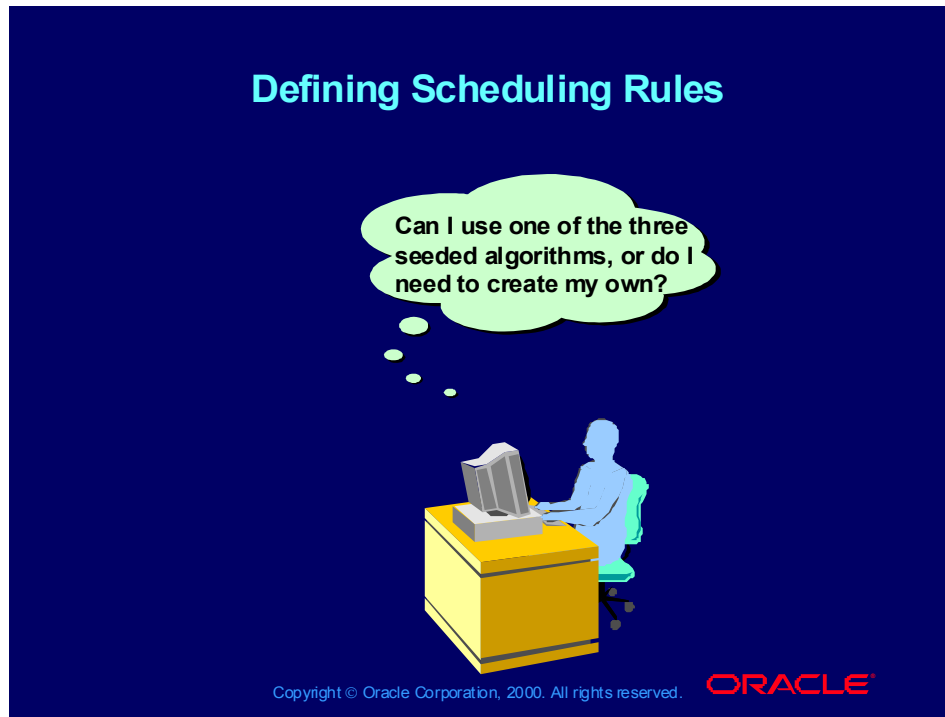 Defining Scheduling Rules
Can I use one of the three
seeded algorithms, or do I
need to create my own?
Copyright © Oracle Corporation, 2000. All rights reserved.
ORACLE®